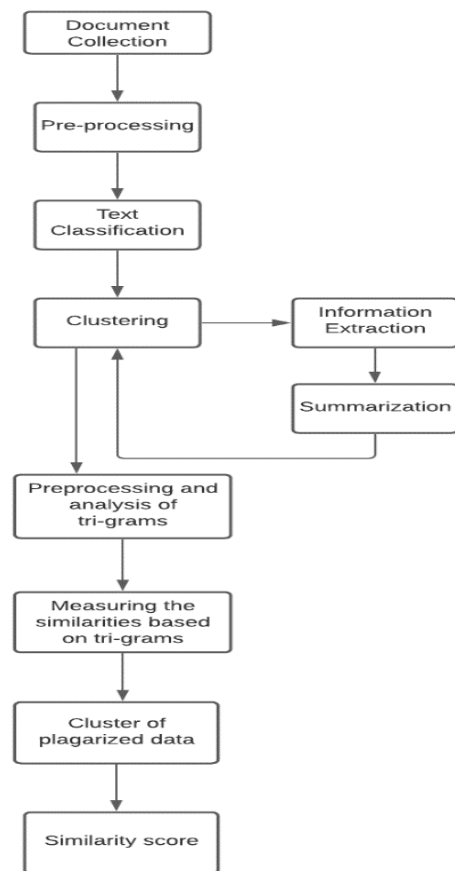 Document
Collection
Pre-processing
Text
Classification
Clustering
Information
Extraction
Summarization
Preprocessing and
analysis of
tri-grams
Measuring the
similarities based
on tri-grams
Cluster of
plagarized data
Similarity score